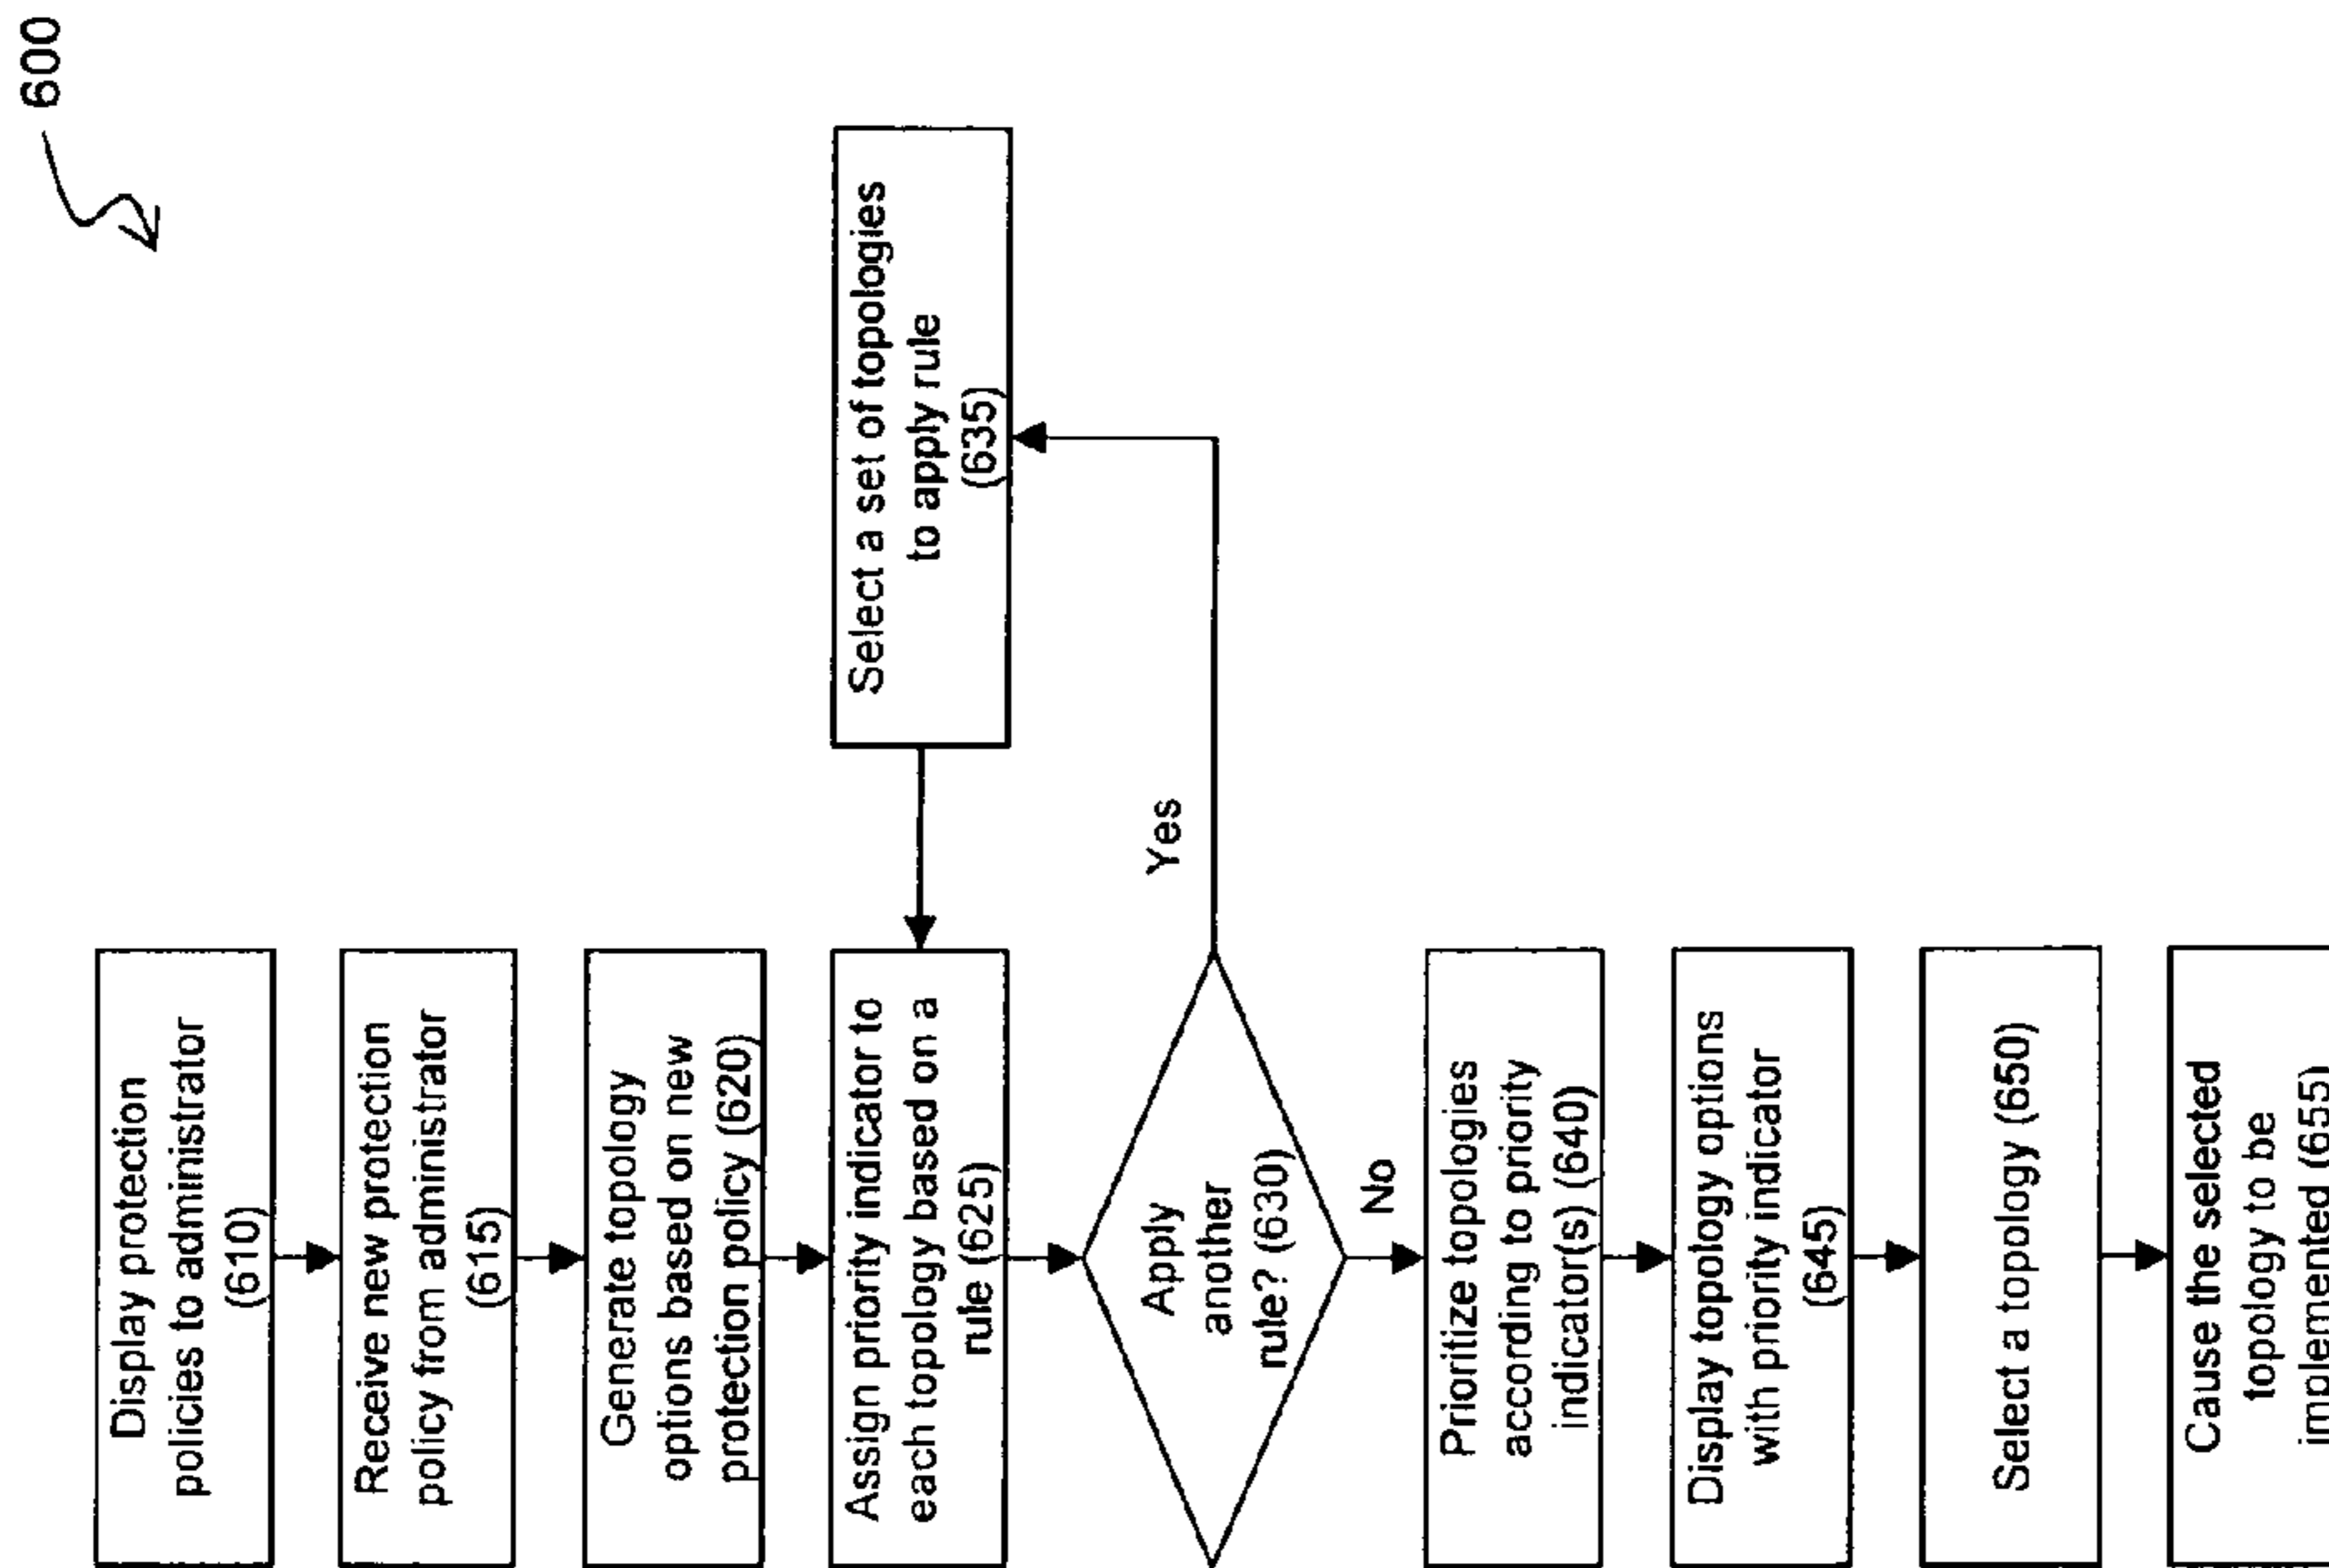 600
Display protection
policies to administrator
(610)
Receive new protection
policy from administrator
(615)
Generate topology
options based on new
protection policy (620)
Assign priority indicator to
each topology based on a
rule (625)
Select a set of topologies
to apply rule
(635)
Apply
another
rule? (630)
Yes
No
Prioritize topologies
according to priority
indicator(s) (640)
Display topology options
with priority indicator
(645)
Select a topology (650)
Cause the selected
topology to be
implemented (655)